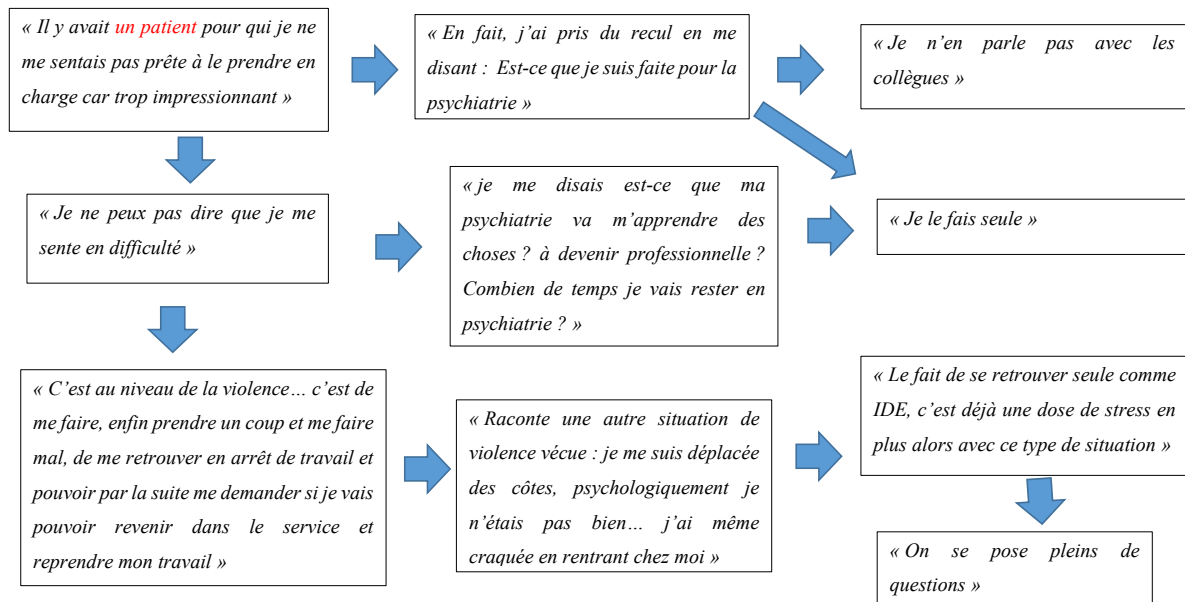 « Il y avait un patient pour qui je ne
me sentais pas prête à le prendre en
charge car trop impressionnant »
« En fait, j’ai pris du recul en me
disant : Est-ce que je suis faite pour la
psychiatrie »
« Je n’en parle pas avec les
collègues »
« Je ne peux pas dire que je me
sente en difficulté »
« je me disais est-ce que ma
psychiatrie va m’apprendre des
choses ? à devenir professionnelle ?
Combien de temps je vais rester en
psychiatrie ? »
« Je le fais seule »
« C’est au niveau de la violence… c’est de
me faire, enfin prendre un coup et me faire
mal, de me retrouver en arrêt de travail et
pouvoir par la suite me demander si je vais
pouvoir revenir dans le service et
reprendre mon travail »
« Raconte une autre situation de
violence vécue : je me suis déplacée
des côtes, psychologiquement je
n’étais pas bien… j’ai même
craquée en rentrant chez moi »
« Le fait de se retrouver seule comme
IDE, c’est déjà une dose de stress en
plus alors avec ce type de situation »
« On se pose pleins de
questions »